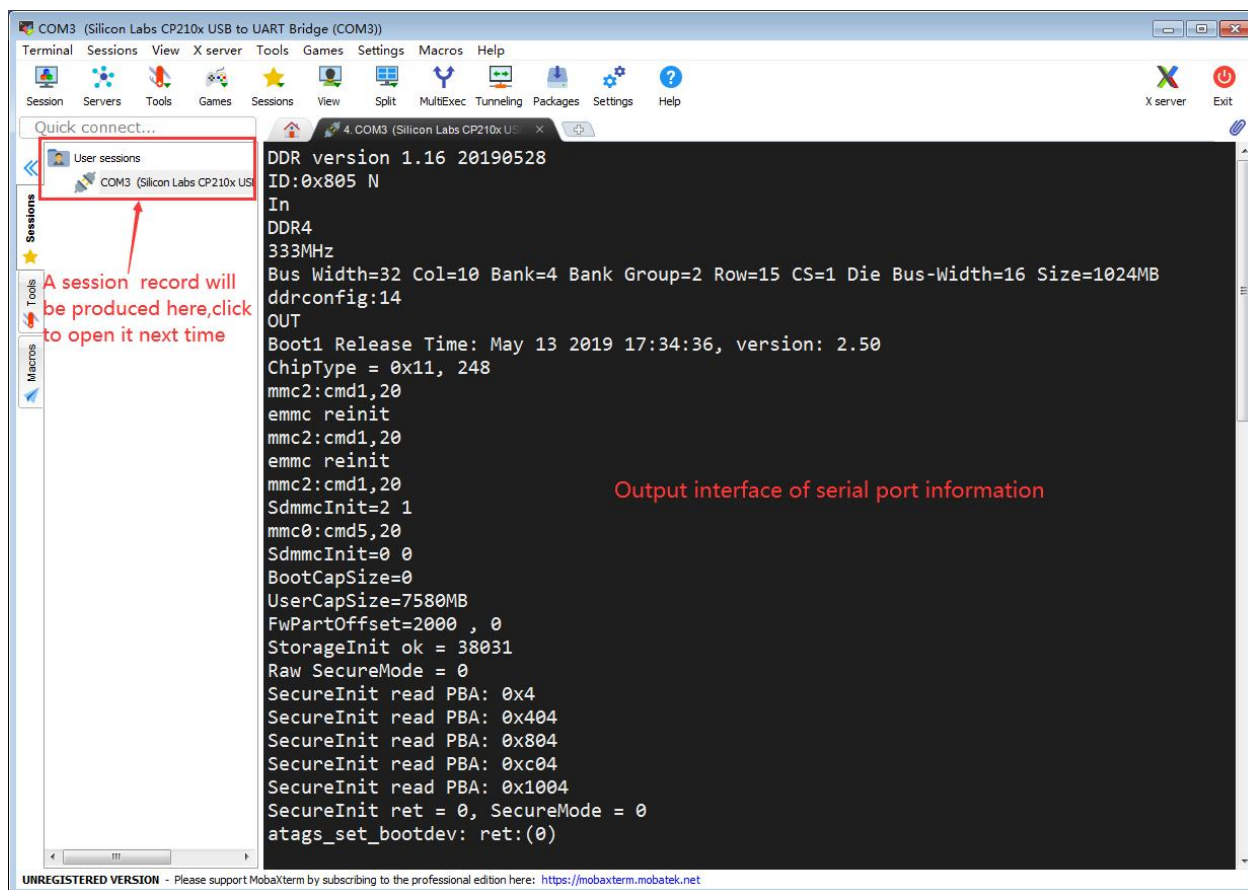 COM3 (Silicon Labs CP210x USB to UART Bridge (COM3))
Terminal Sessions View X server Tools Games Settings Macros Help
Session Servers Tools Games Sessions View Split MultiExec Tunneling Packages Settings Help X server Exit
Quick connect...
4. COM3 (Silicon Labs CP210x US
User sessions
COM3 (Silicon Labs CP210x USI
Sessions
Tools
Macros
A session record will
be produced here,click
to open it next time
DDR version 1.16 20190528
ID:0x805 N
In
DDR4
333MHz
Bus Width=32 Col=10 Bank=4 Bank Group=2 Row=15 CS=1 Die Bus-Width=16 Size=1024MB
ddrconfig:14
OUT
Boot1 Release Time: May 13 2019 17:34:36, version: 2.50
ChipType = 0x11, 248
mmc2:cmd1,20
emmc reinit
mmc2:cmd1,20
emmc reinit
mmc2:cmd1,20
SdmmcInit=2 1
mmc0:cmd5,20
SdmmcInit=0 0
BootCapSize=0
UserCapSize=7580MB
FwPartOffset=2000 , 0
StorageInit ok = 38031
Raw SecureMode = 0
SecureInit read PBA: 0x4
SecureInit read PBA: 0x404
SecureInit read PBA: 0x804
SecureInit read PBA: 0xc04
SecureInit read PBA: 0x1004
SecureInit ret = 0, SecureMode = 0
atags_set_bootdev: ret:(0)
Output interface of serial port information
UNREGISTERED VERSION - Please support MobaXterm by subscribing to the professional edition here: https://mobaxterm.mobatek.net